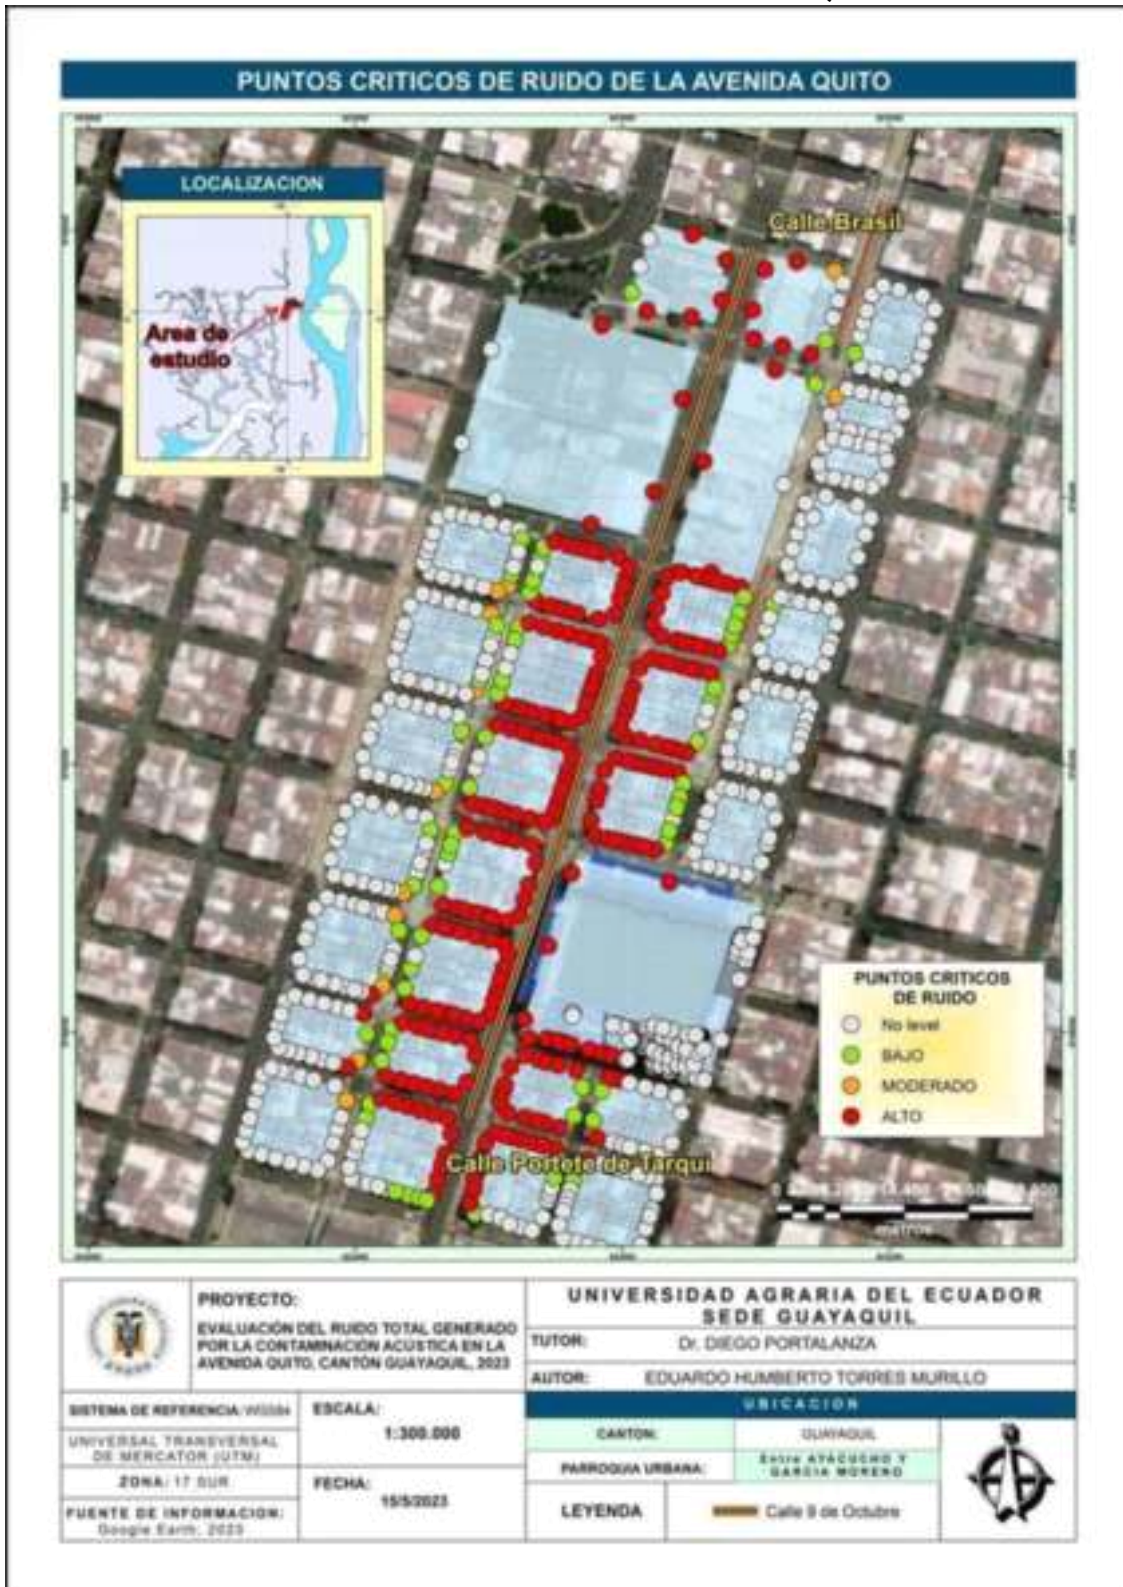 PUNTOS CRITICOS DE RUIDO DE LA AVENIDA QUITO
LOCALIZACION
Area de
estudio
Calle Brasil
Calle Portete de Tarqui
PUNTOS CRITICOS
DE RUIDO
No level
BAJO
MODERADO
ALTO
PROYECTO:
EVALUACIÓN DEL RUIDO TOTAL GENERADO
POR LA CONTAMINACIÓN ACÚSTICA EN LA
AVENIDA QUITO, CANTÓN GUAYAQUIL, 2023
UNIVERSIDAD AGRARIA DEL ECUADOR
SEDE GUAYAQUIL
TUTOR: Dr. DIEGO PORTALANZA
AUTOR: EDUARDO HUMBERTO TORRES MURILLO
SISTEMA DE REFERENCIA: WGS84
UNIVERSAL TRANSVERSAL
DE MERCATOR (UTM)
ZONA: 17 SUR
FUENTE DE INFORMACION:
Google Earth, 2023
ESCALA:
1:300.000
FECHA:
15/5/2023
UBICACION
CANTON: GUAYAQUIL
PARROQUIA URBANA: Entre AYACUCHO Y
GARCIA MORENO
LEYENDA Calle 9 de Octubre